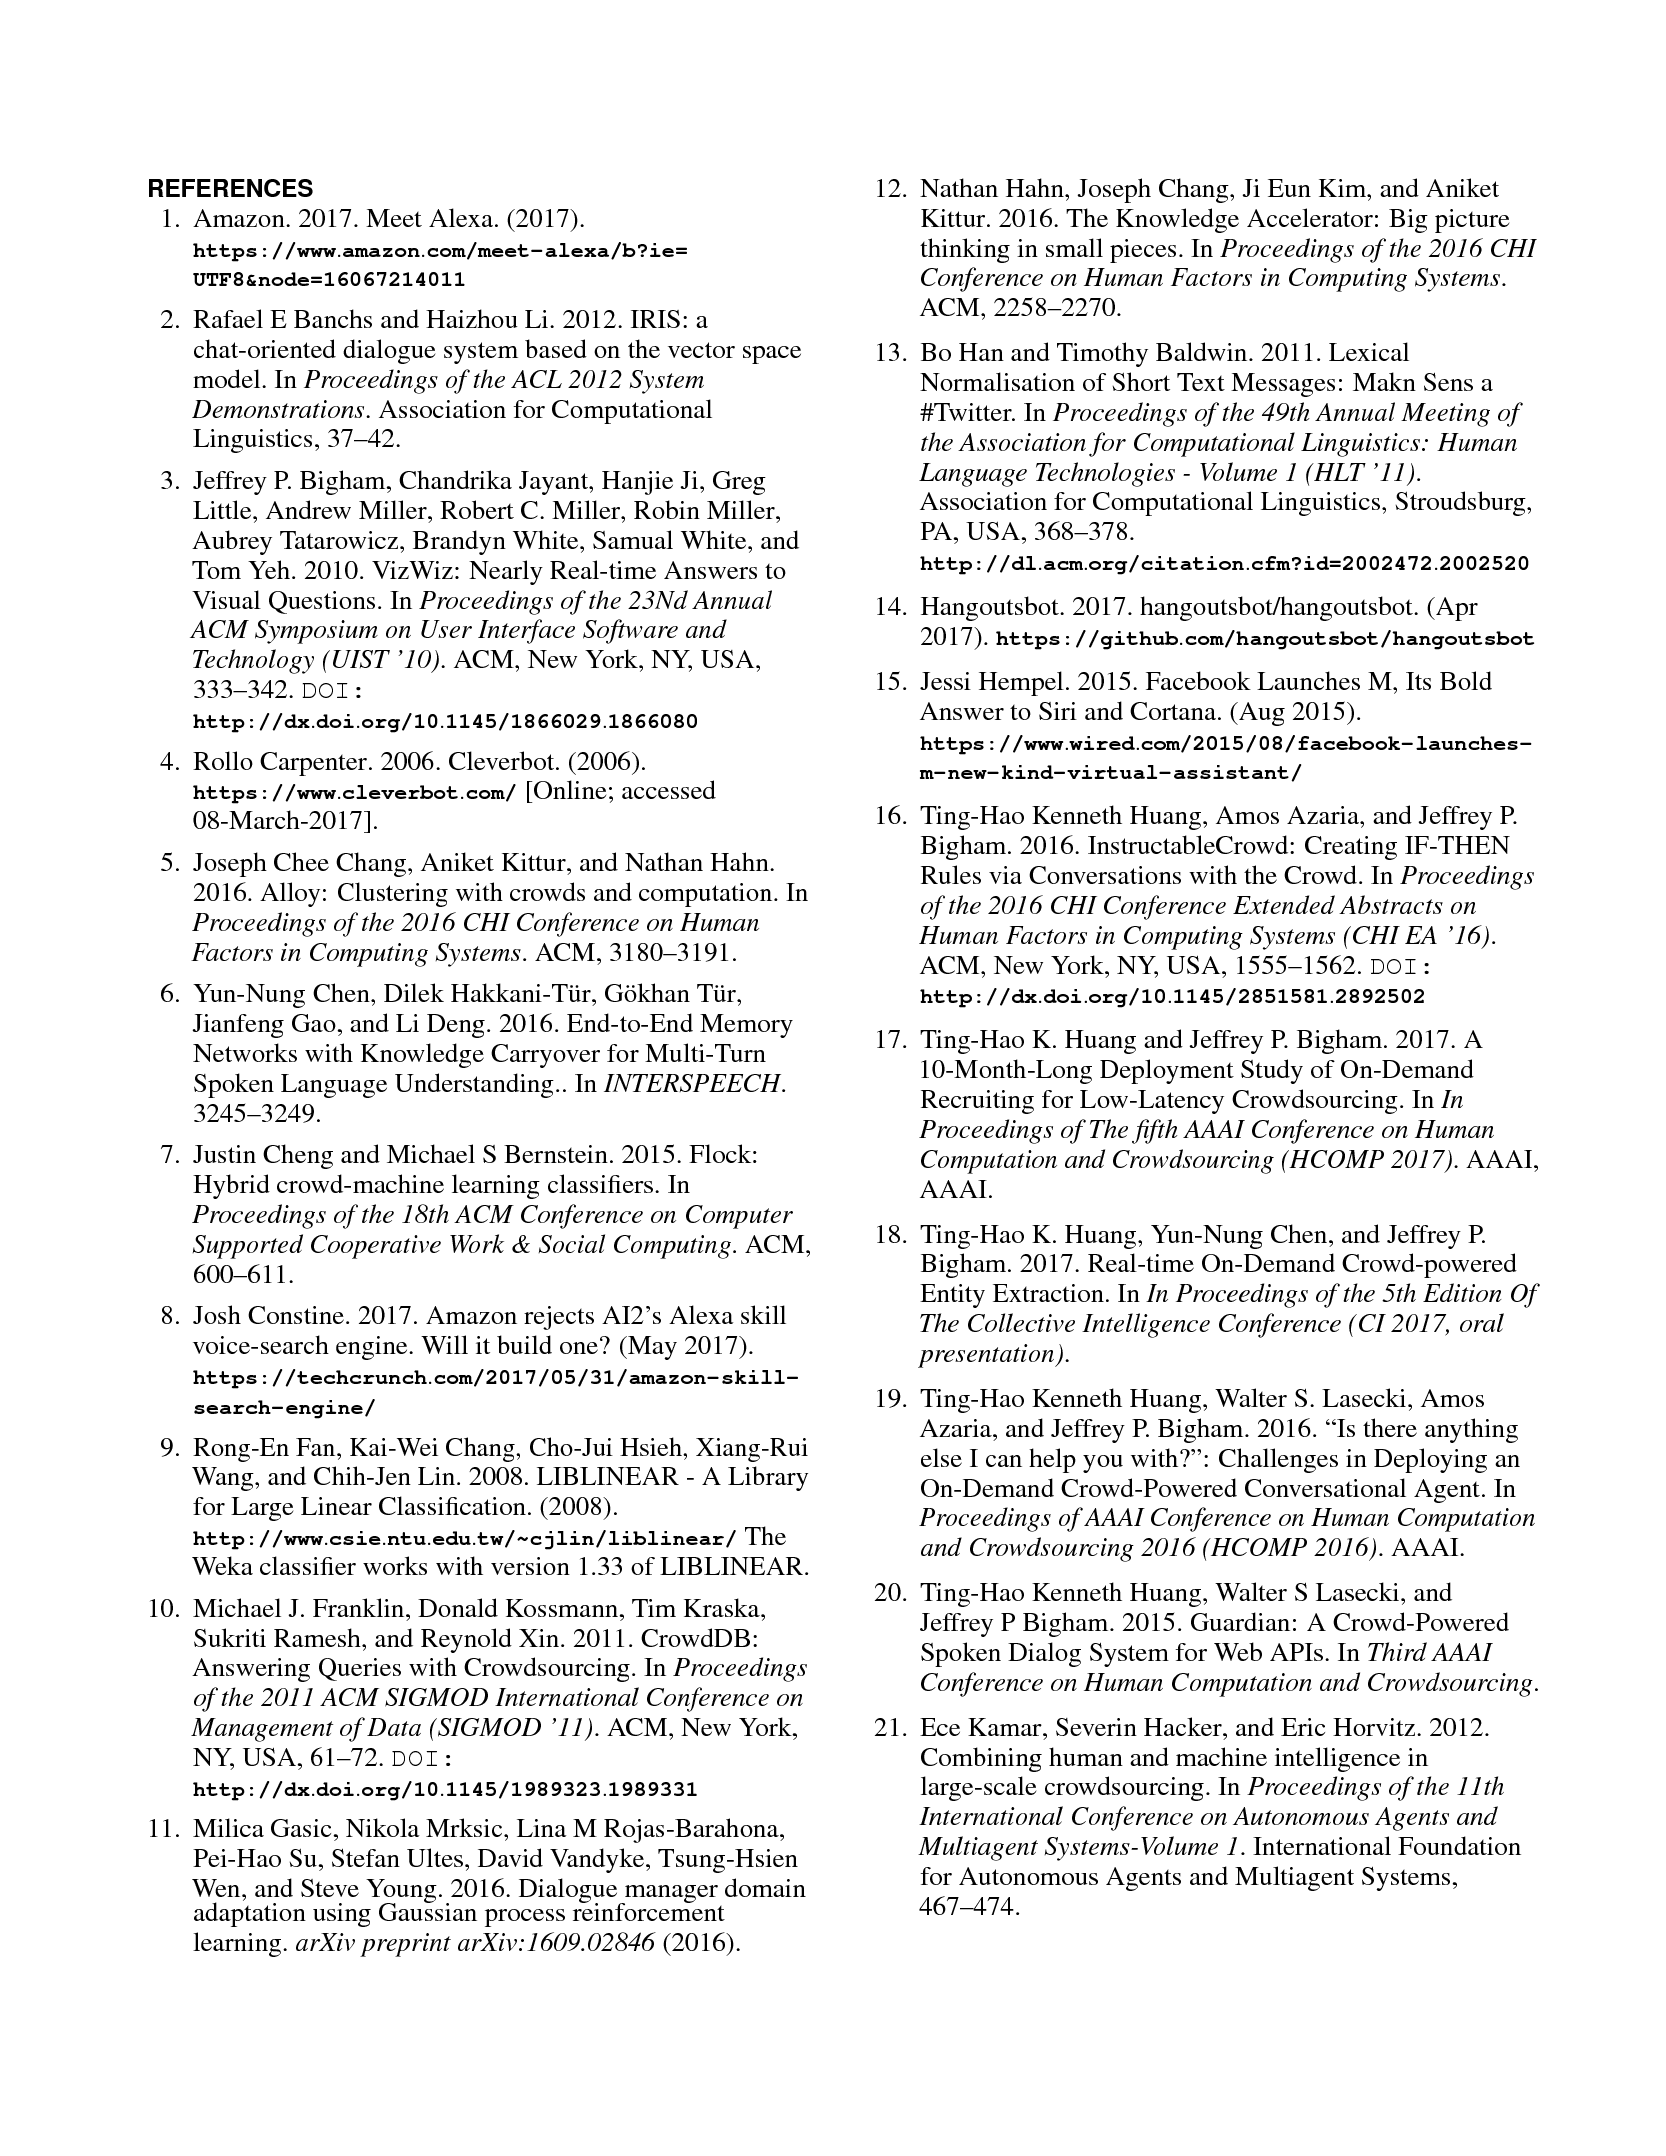 REFERENCES
1. Amazon. 2017. Meet Alexa. (2017).
https://www.amazon.com/meet-alexa/b?ie=
UTF8&node=16067214011
2. Rafael E Banchs and Haizhou Li. 2012. IRIS: a
chat-oriented dialogue system based on the vector space
model. In Proceedings of the ACL 2012 System
Demonstrations. Association for Computational
Linguistics, 37–42.
3. Jeffrey P. Bigham, Chandrika Jayant, Hanjie Ji, Greg
Little, Andrew Miller, Robert C. Miller, Robin Miller,
Aubrey Tatarowicz, Brandyn White, Samual White, and
Tom Yeh. 2010. VizWiz: Nearly Real-time Answers to
Visual Questions. In Proceedings of the 23Nd Annual
ACM Symposium on User Interface Software and
Technology (UIST ’10). ACM, New York, NY, USA,
333–342. DOI:
http://dx.doi.org/10.1145/1866029.1866080
4. Rollo Carpenter. 2006. Cleverbot. (2006).
https://www.cleverbot.com/ [Online; accessed
08-March-2017].
5. Joseph Chee Chang, Aniket Kittur, and Nathan Hahn.
2016. Alloy: Clustering with crowds and computation. In
Proceedings of the 2016 CHI Conference on Human
Factors in Computing Systems. ACM, 3180–3191.
6. Yun-Nung Chen, Dilek Hakkani-Tür, Gökhan Tür,
Jianfeng Gao, and Li Deng. 2016. End-to-End Memory
Networks with Knowledge Carryover for Multi-Turn
Spoken Language Understanding.. In INTERSPEECH.
3245–3249.
7. Justin Cheng and Michael S Bernstein. 2015. Flock:
Hybrid crowd-machine learning classifiers. In
Proceedings of the 18th ACM Conference on Computer
Supported Cooperative Work & Social Computing. ACM,
600–611.
8. Josh Constine. 2017. Amazon rejects AI2’s Alexa skill
voice-search engine. Will it build one? (May 2017).
https://techcrunch.com/2017/05/31/amazon-skill-
search-engine/
9. Rong-En Fan, Kai-Wei Chang, Cho-Jui Hsieh, Xiang-Rui
Wang, and Chih-Jen Lin. 2008. LIBLINEAR - A Library
for Large Linear Classification. (2008).
http://www.csie.ntu.edu.tw/~cjlin/liblinear/ The
Weka classifier works with version 1.33 of LIBLINEAR.
10. Michael J. Franklin, Donald Kossmann, Tim Kraska,
Sukriti Ramesh, and Reynold Xin. 2011. CrowdDB:
Answering Queries with Crowdsourcing. In Proceedings
of the 2011 ACM SIGMOD International Conference on
Management of Data (SIGMOD ’11). ACM, New York,
NY, USA, 61–72. DOI:
http://dx.doi.org/10.1145/1989323.1989331
11. Milica Gasic, Nikola Mrksic, Lina M Rojas-Barahona,
Pei-Hao Su, Stefan Ultes, David Vandyke, Tsung-Hsien
Wen, and Steve Young. 2016. Dialogue manager domain
adaptation using Gaussian process reinforcement
learning. arXiv preprint arXiv:1609.02846 (2016).
12. Nathan Hahn, Joseph Chang, Ji Eun Kim, and Aniket
Kittur. 2016. The Knowledge Accelerator: Big picture
thinking in small pieces. In Proceedings of the 2016 CHI
Conference on Human Factors in Computing Systems.
ACM, 2258–2270.
13. Bo Han and Timothy Baldwin. 2011. Lexical
Normalisation of Short Text Messages: Makn Sens a
#Twitter. In Proceedings of the 49th Annual Meeting of
the Association for Computational Linguistics: Human
Language Technologies - Volume 1 (HLT ’11).
Association for Computational Linguistics, Stroudsburg,
PA, USA, 368–378.
http://dl.acm.org/citation.cfm?id=2002472.2002520
14. Hangoutsbot. 2017. hangoutsbot/hangoutsbot. (Apr
2017). https://github.com/hangoutsbot/hangoutsbot
15. Jessi Hempel. 2015. Facebook Launches M, Its Bold
Answer to Siri and Cortana. (Aug 2015).
https://www.wired.com/2015/08/facebook-launches-
m-new-kind-virtual-assistant/
16. Ting-Hao Kenneth Huang, Amos Azaria, and Jeffrey P.
Bigham. 2016. InstructableCrowd: Creating IF-THEN
Rules via Conversations with the Crowd. In Proceedings
of the 2016 CHI Conference Extended Abstracts on
Human Factors in Computing Systems (CHI EA ’16).
ACM, New York, NY, USA, 1555–1562. DOI:
http://dx.doi.org/10.1145/2851581.2892502
17. Ting-Hao K. Huang and Jeffrey P. Bigham. 2017. A
10-Month-Long Deployment Study of On-Demand
Recruiting for Low-Latency Crowdsourcing. In In
Proceedings of The fifth AAAI Conference on Human
Computation and Crowdsourcing (HCOMP 2017). AAAI,
AAAI.
18. Ting-Hao K. Huang, Yun-Nung Chen, and Jeffrey P.
Bigham. 2017. Real-time On-Demand Crowd-powered
Entity Extraction. In In Proceedings of the 5th Edition Of
The Collective Intelligence Conference (CI 2017, oral
presentation).
19. Ting-Hao Kenneth Huang, Walter S. Lasecki, Amos
Azaria, and Jeffrey P. Bigham. 2016. “Is there anything
else I can help you with?”: Challenges in Deploying an
On-Demand Crowd-Powered Conversational Agent. In
Proceedings of AAAI Conference on Human Computation
and Crowdsourcing 2016 (HCOMP 2016). AAAI.
20. Ting-Hao Kenneth Huang, Walter S Lasecki, and
Jeffrey P Bigham. 2015. Guardian: A Crowd-Powered
Spoken Dialog System for Web APIs. In Third AAAI
Conference on Human Computation and Crowdsourcing.
21. Ece Kamar, Severin Hacker, and Eric Horvitz. 2012.
Combining human and machine intelligence in
large-scale crowdsourcing. In Proceedings of the 11th
International Conference on Autonomous Agents and
Multiagent Systems-Volume 1. International Foundation
for Autonomous Agents and Multiagent Systems,
467–474.